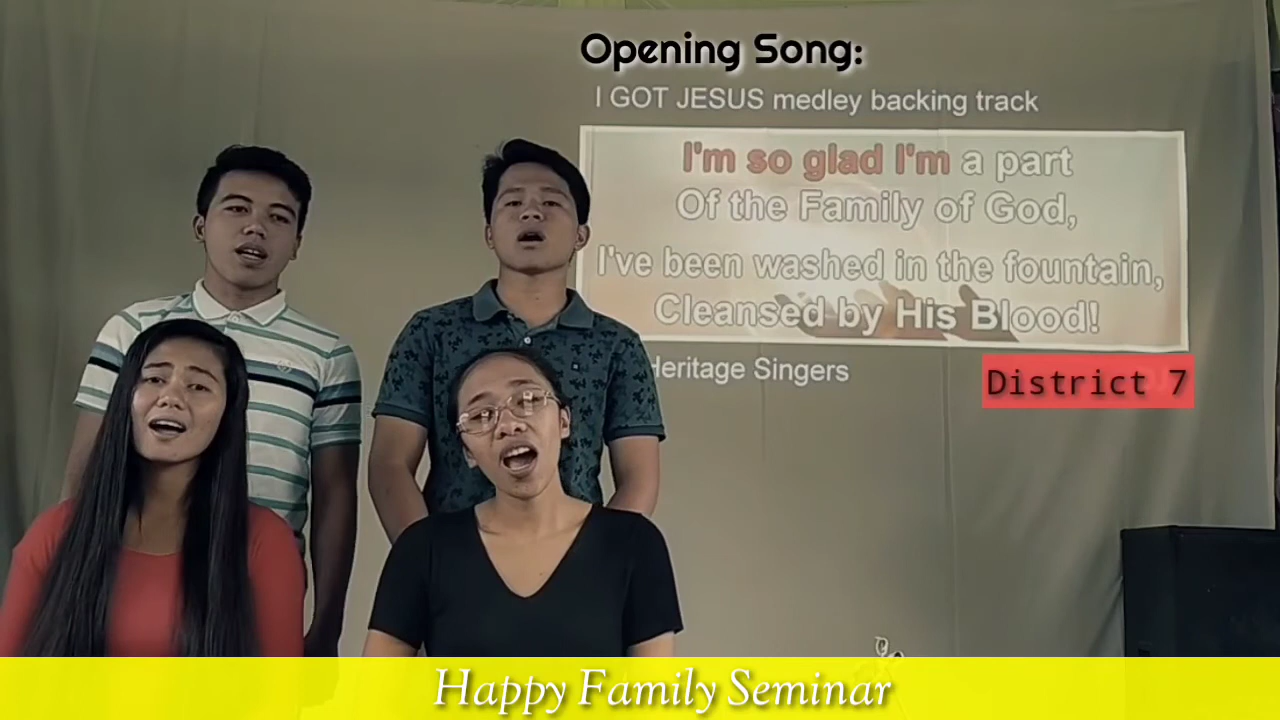 Opening Song:
I GOT JESUS medley backing track
I'm so glad I'm a part
Of the Family of God,
I've been washed in the fountain,
Cleansed by His Blood!
Heritage Singers
District 7
Happy Family Seminar